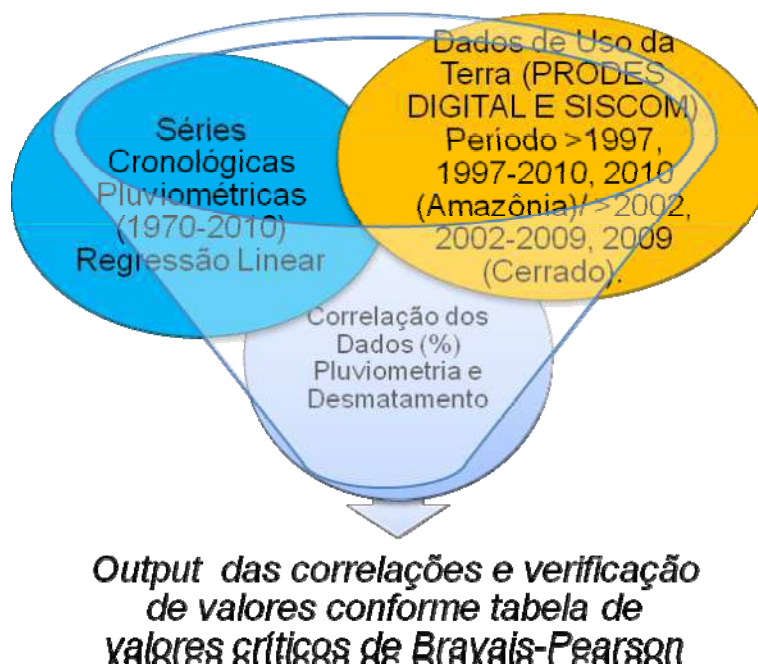 Séries
Cronológicas
Pluviométricas
(1970-2010)
Regressão Linear
Dados de Uso da
Terra (PRODES
DIGITAL E SISCOM)
Período >1997,
1997-2010, 2010
(Amazônia)/ >2002,
2002-2009, 2009
(Cerrado).
Correlação dos
Dados (%)
Pluviometria e
Desmatamento
Output das correlações e verificação
de valores conforme tabela de
valores críticos de Bravais-Pearson